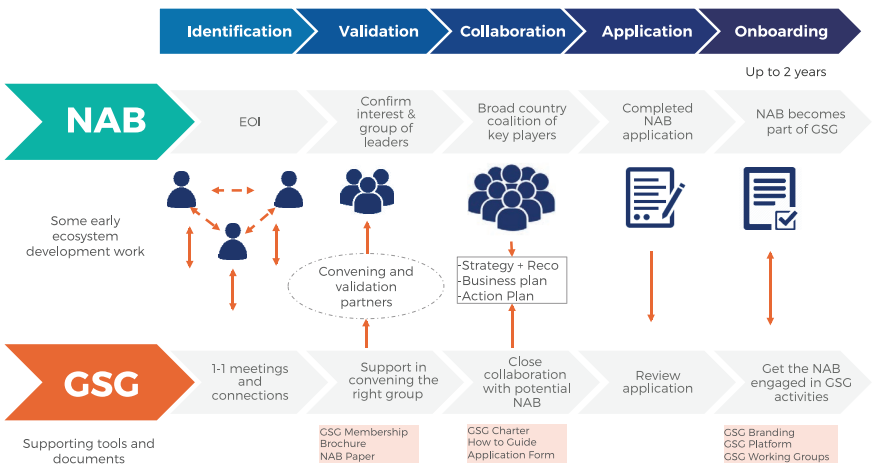 Identification
Validation
Collaboration
Application
Onboarding
Up to 2 years
NAB
EOI
Confirm
interest &
group of
leaders
Broad country
coalition of
key players
Completed
NAB
application
NAB becomes
part of GSG
Some early
ecosystem
development work
Convening and
validation
partners
-Strategy + Reco
-Business plan
-Action Plan
GSG
1-1 meetings
and
connections
Support in
convening the
right group
Close
collaboration
with potential
NAB
Review
application
Get the NAB
engaged in GSG
activities
Supporting tools and
documents
GSG Membership
Brochure
NAB Paper
GSG Charter
How to Guide
Application Form
GSG Branding
GSG Platform
GSG Working Groups